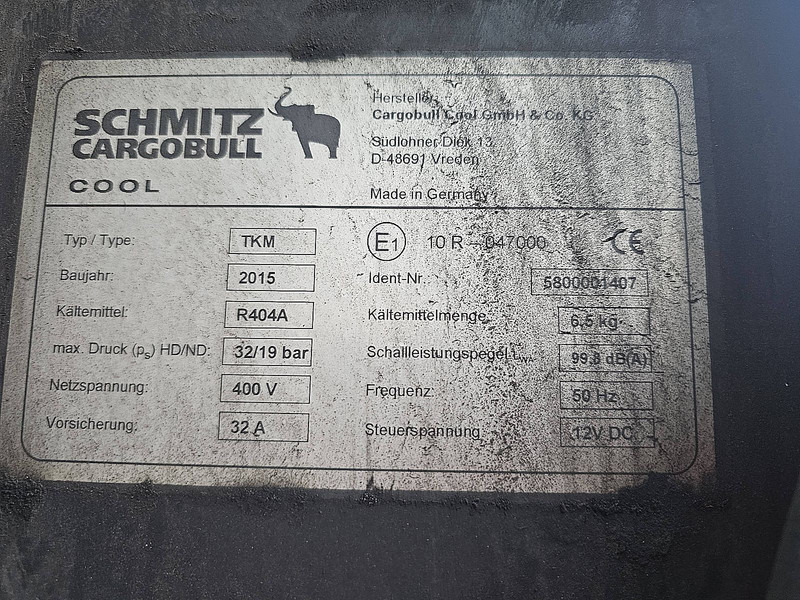 SCHMITZ
CARGOBULL
COOL
Hersteller:
Cargobull Cool GmbH & Co. KG
Südlohner Diek 13
D-48691 Vreden
Made in Germany
Typ / Type: TKM
Baujahr: 2015
Kältemittel: R404A
max. Druck (ps) HD/ND: 32/19 bar
Netzspannung: 400 V
Vorsicherung: 32 A
E1 10 R - 047000 CE
Ident-Nr. 5800001407
Kältemittelmenge: 6.5 kg
Schallleistungspegel LWA 99.8 dB(A)
Frequenz: 50 Hz
Steuerspannung 12V DC